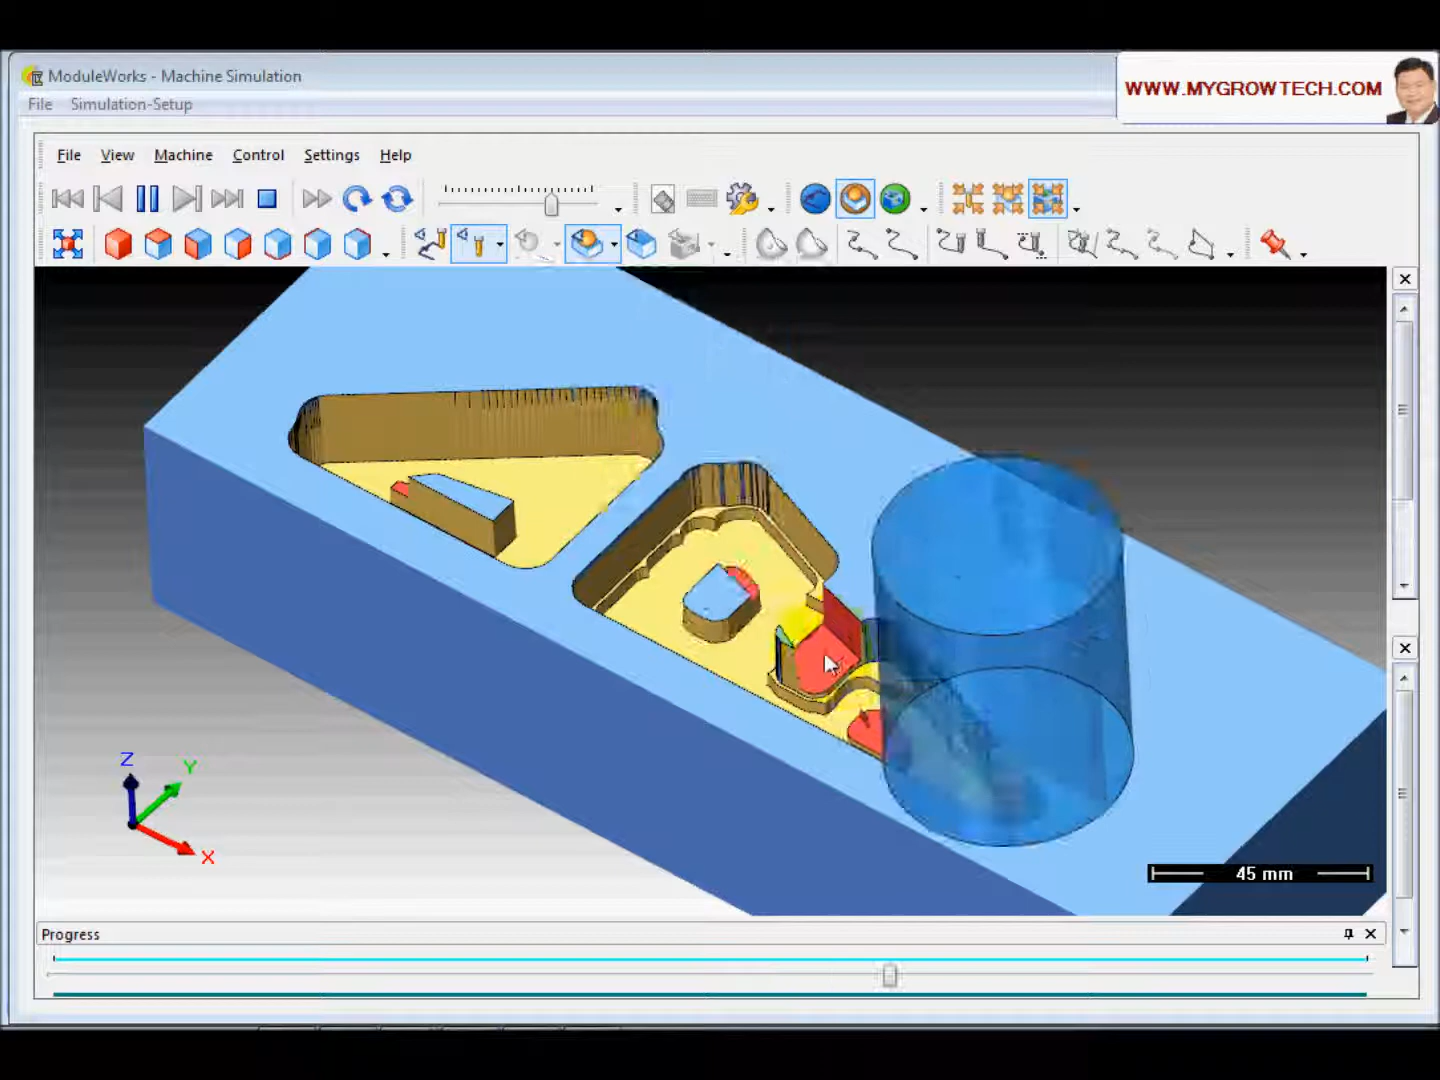 ModuleWorks - Machine Simulation
WWW.MYGROWTECH.COM
File Simulation-Setup
File View Machine Control Settings Help
Z
Y
X
45 mm
Progress